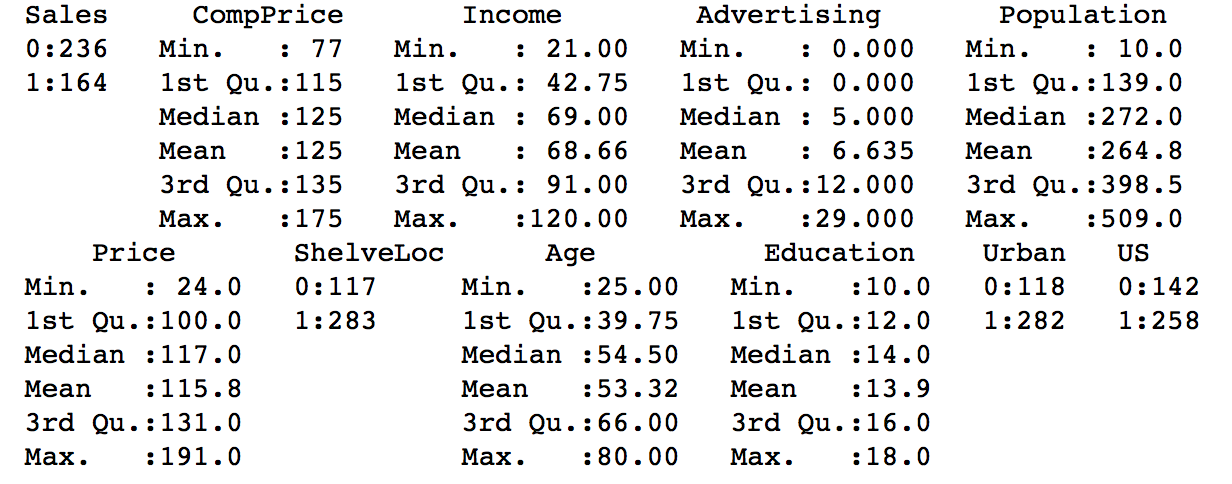 Sales     CompPrice       Income        Advertising       Population
0:236   Min.   : 77   Min.   : 21.00   Min.   : 0.000   Min.   : 10.0
1:164   1st Qu.:115   1st Qu.: 42.75   1st Qu.: 0.000   1st Qu.:139.0
        Median :125   Median : 69.00   Median : 5.000   Median :272.0
        Mean   :125   Mean   : 68.66   Mean   : 6.635   Mean   :264.8
        3rd Qu.:135   3rd Qu.: 91.00   3rd Qu.:12.000   3rd Qu.:398.5
        Max.   :175   Max.   :120.00   Max.   :29.000   Max.   :509.0
    Price       ShelveLoc      Age          Education    Urban   US
Min.   : 24.0   0:117     Min.   :25.00   Min.   :10.0   0:118   0:142
1st Qu.:100.0   1:283     1st Qu.:39.75   1st Qu.:12.0   1:282   1:258
Median :117.0             Median :54.50   Median :14.0
Mean   :115.8             Mean   :53.32   Mean   :13.9
3rd Qu.:131.0             3rd Qu.:66.00   3rd Qu.:16.0
Max.   :191.0             Max.   :80.00   Max.   :18.0